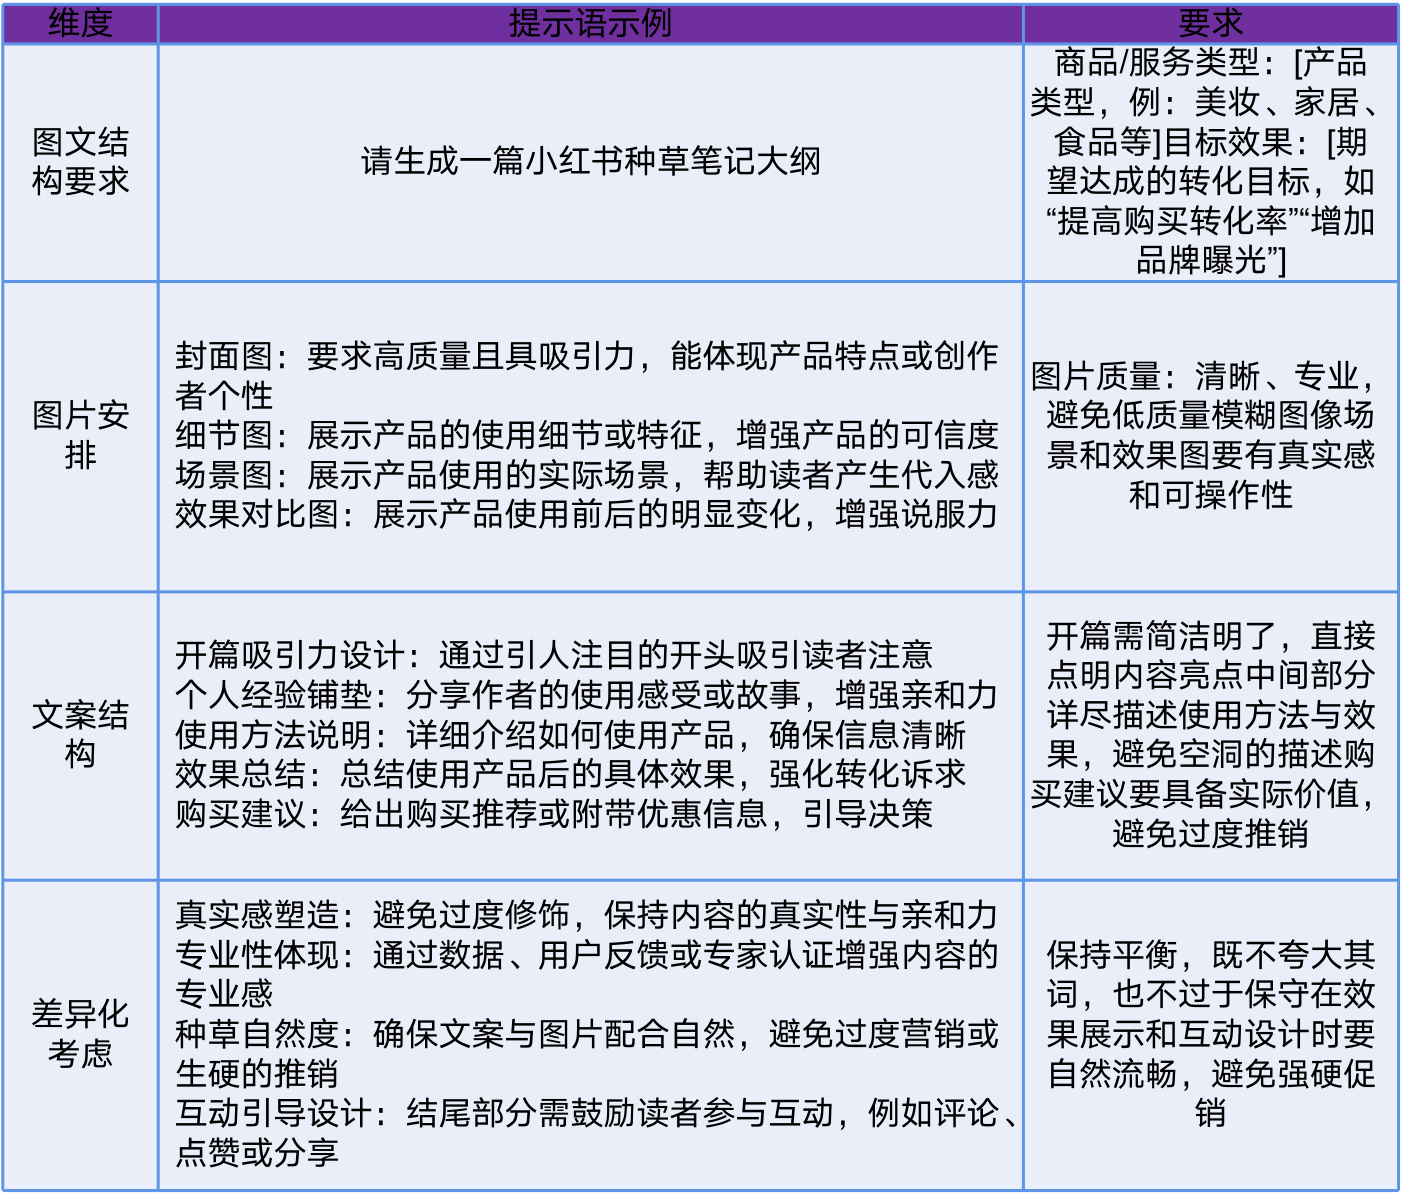 维度
提示语示例
要求
图文结
构要求
请生成一篇小红书种草笔记大纲
商品/服务类型：[产品
类型，例：美妆、家居、
食品等]目标效果：[期
望达成的转化目标，如
“提高购买转化率”“增加
品牌曝光”]
图片安
排
封面图：要求高质量且具吸引力，能体现产品特点或创作
者个性
细节图：展示产品的使用细节或特征，增强产品的可信度
场景图：展示产品使用的实际场景，帮助读者产生代入感
效果对比图：展示产品使用前后的明显变化，增强说服力
图片质量：清晰、专业，
避免低质量模糊图像场
景和效果图要有真实感
和可操作性
文案结
构
开篇吸引力设计：通过引人注目的开头吸引读者注意
个人经验铺垫：分享作者的使用感受或故事，增强亲和力
使用方法说明：详细介绍如何使用产品，确保信息清晰
效果总结：总结使用产品后的具体效果，强化转化诉求
购买建议：给出购买推荐或附带优惠信息，引导决策
开篇需简洁明了，直接
点明内容亮点中间部分
详尽描述使用方法与效
果，避免空洞的描述购
买建议要具备实际价值，
避免过度推销
差异化
考虑
真实感塑造：避免过度修饰，保持内容的真实性与亲和力
专业性体现：通过数据、用户反馈或专家认证增强内容的
专业感
种草自然度：确保文案与图片配合自然，避免过度营销或
生硬的推销
互动引导设计：结尾部分需鼓励读者参与互动，例如评论、
点赞或分享
保持平衡，既不夸大其
词，也不过于保守在效
果展示和互动设计时要
自然流畅，避免强硬促
销